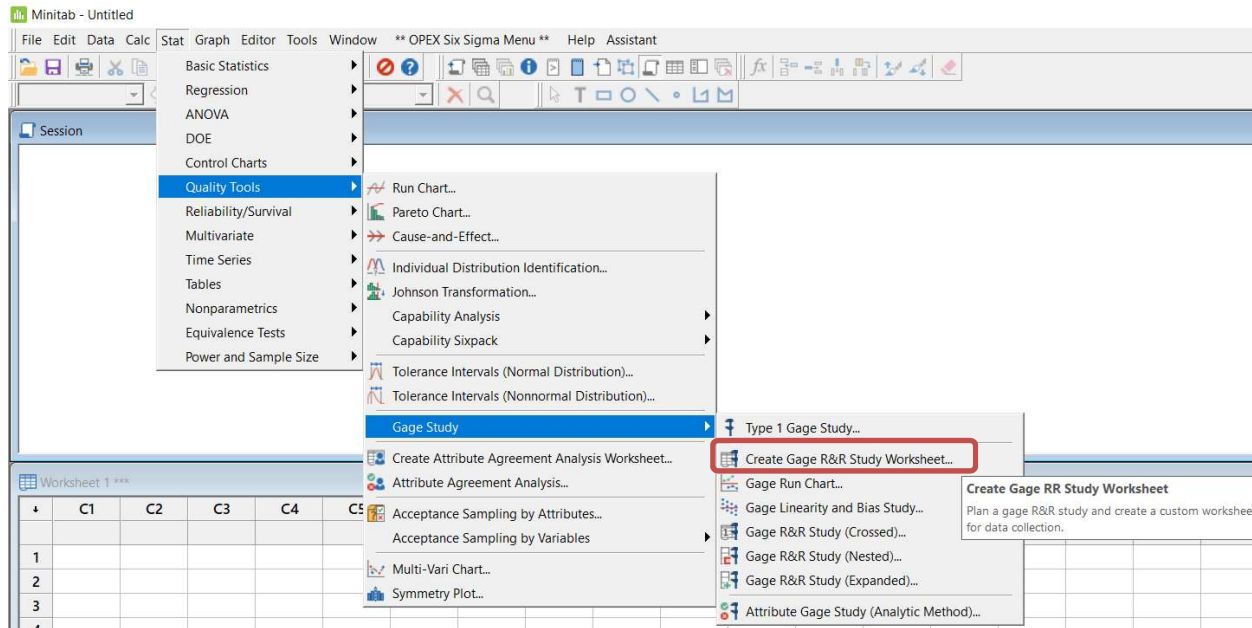 Minitab - Untitled
File Edit Data Calc Stat Graph Editor Tools Window ** OPEX Six Sigma Menu ** Help Assistant
Basic Statistics
Regression
ANOVA
DOE
Control Charts
Quality Tools
Reliability/Survival
Multivariate
Time Series
Tables
Nonparametrics
Equivalence Tests
Power and Sample Size
Session
Run Chart...
Pareto Chart...
Cause-and-Effect...
Individual Distribution Identification...
Johnson Transformation...
Capability Analysis
Capability Sixpack
Tolerance Intervals (Normal Distribution)...
Tolerance Intervals (Nonnormal Distribution)...
Gage Study
Create Attribute Agreement Analysis Worksheet...
Attribute Agreement Analysis...
Acceptance Sampling by Attributes...
Acceptance Sampling by Variables
Multi-Vari Chart...
Symmetry Plot...
Type 1 Gage Study...
Create Gage R&R Study Worksheet...
Gage Run Chart...
Gage Linearity and Bias Study...
Gage R&R Study (Crossed)...
Gage R&R Study (Nested)...
Gage R&R Study (Expanded)...
Attribute Gage Study (Analytic Method)...
Create Gage RR Study Worksheet
Plan a gage R&R study and create a custom workshee
for data collection.
Worksheet 1 ***
C1 C2 C3 C4 C5
1
2
3